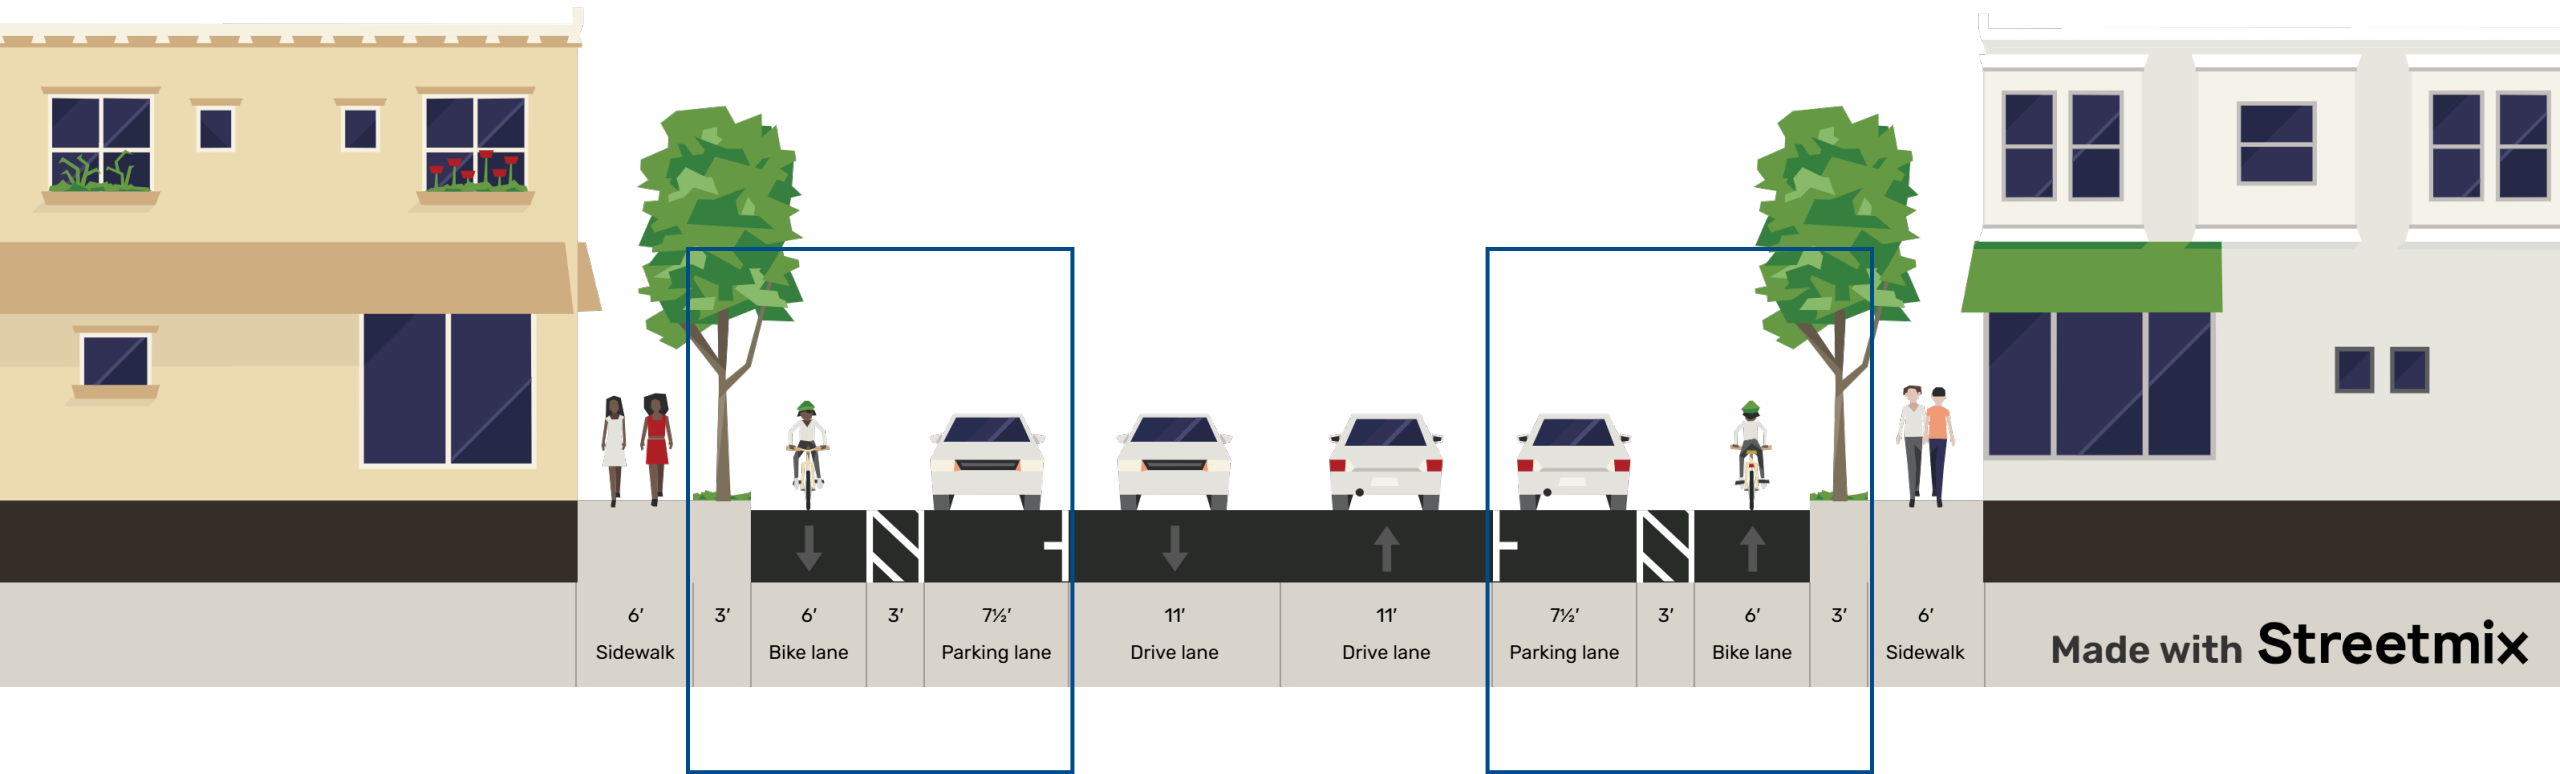 6′ 3′ 6′ 3′ 7½′ 11′ 11′ 7½′ 3′ 6′ 3′ 6′
Sidewalk Bike lane Parking lane Drive lane Drive lane Parking lane Bike lane Sidewalk
Made with Streetmix